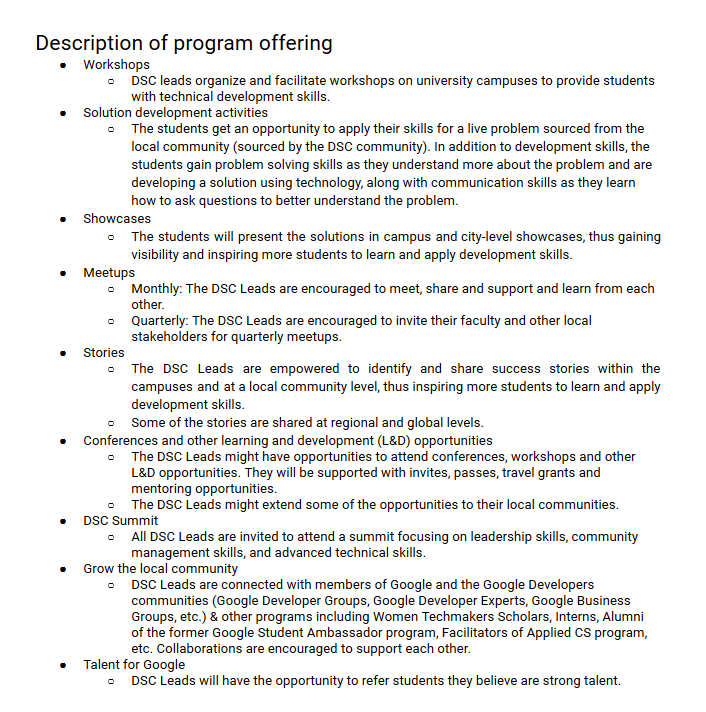 Description of program offering
● Workshops
○ DSC leads organize and facilitate workshops on university campuses to provide students
with technical development skills.
● Solution development activities
○ The students get an opportunity to apply their skills for a live problem sourced from the
local community (sourced by the DSC community). In addition to development skills, the
students gain problem solving skills as they understand more about the problem and are
developing a solution using technology, along with communication skills as they learn
how to ask questions to better understand the problem.
● Showcases
○ The students will present the solutions in campus and city-level showcases, thus gaining
visibility and inspiring more students to learn and apply development skills.
● Meetups
○ Monthly: The DSC Leads are encouraged to meet, share and support and learn from each
other.
○ Quarterly: The DSC Leads are encouraged to invite their faculty and other local
stakeholders for quarterly meetups.
● Stories
○ The DSC Leads are empowered to identify and share success stories within the
campuses and at a local community level, thus inspiring more students to learn and apply
development skills.
○ Some of the stories are shared at regional and global levels.
● Conferences and other learning and development (L&D) opportunities
○ The DSC Leads might have opportunities to attend conferences, workshops and other
L&D opportunities. They will be supported with invites, passes, travel grants and
mentoring opportunities.
○ The DSC Leads might extend some of the opportunities to their local communities.
● DSC Summit
○ All DSC Leads are invited to attend a summit focusing on leadership skills, community
management skills, and advanced technical skills.
● Grow the local community
○ DSC Leads are connected with members of Google and the Google Developers
communities (Google Developer Groups, Google Developer Experts, Google Business
Groups, etc.) & other programs including Women Techmakers Scholars, Interns, Alumni
of the former Google Student Ambassador program, Facilitators of Applied CS program,
etc. Collaborations are encouraged to support each other.
● Talent for Google
○ DSC Leads will have the opportunity to refer students they believe are strong talent.